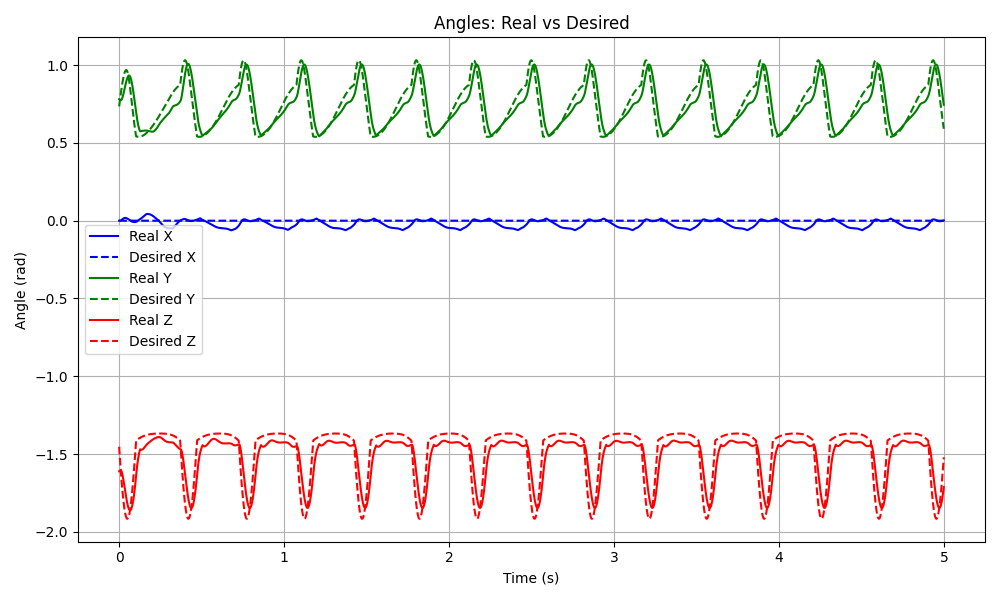 Angles: Real vs Desired
1.0
0.5
0.0
−0.5
−1.0
−1.5
−2.0
Angle (rad)
Real X
Desired X
Real Y
Desired Y
Real Z
Desired Z
0
1
2
3
4
5
Time (s)